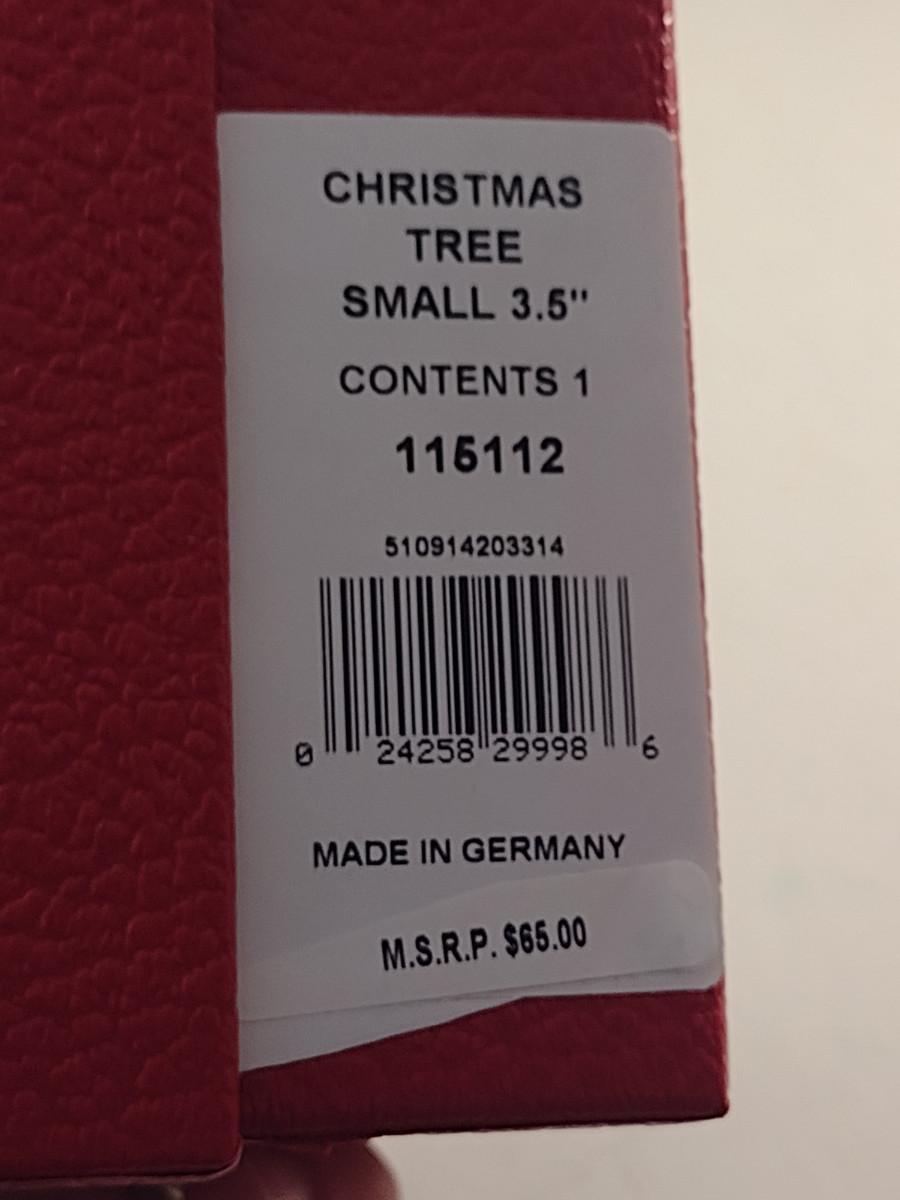 CHRISTMAS
TREE
SMALL 3.5"
CONTENTS 1
115112
510914203314
0 24258 29998 6
MADE IN GERMANY
M.S.R.P. $65.00